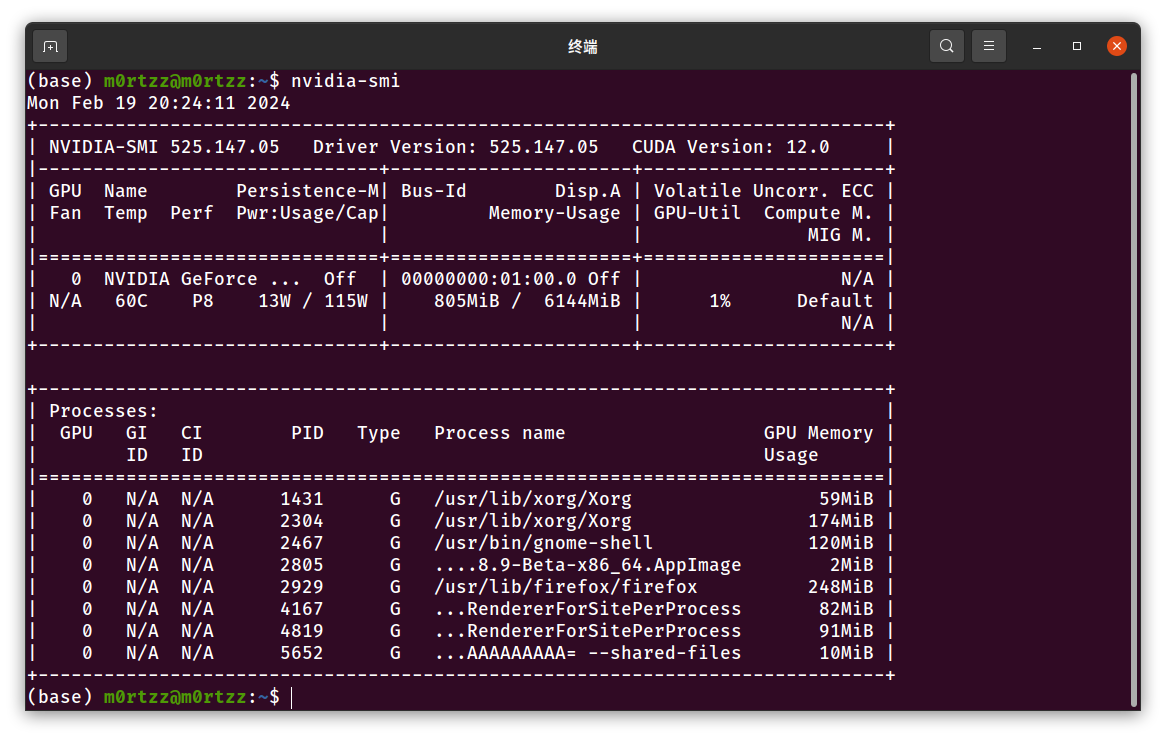 终端
(base) m0rtzz@m0rtzz:~$ nvidia-smi
Mon Feb 19 20:24:11 2024
+-----------------------------------------------------------------------------+
| NVIDIA-SMI 525.147.05   Driver Version: 525.147.05   CUDA Version: 12.0     |
|-------------------------------+----------------------+----------------------+
| GPU  Name        Persistence-M| Bus-Id        Disp.A | Volatile Uncorr. ECC |
| Fan  Temp  Perf  Pwr:Usage/Cap|         Memory-Usage | GPU-Util  Compute M. |
|                               |                      |               MIG M. |
|===============================+======================+======================|
|   0  NVIDIA GeForce ...  Off  | 00000000:01:00.0 Off |                  N/A |
| N/A   60C    P8    13W / 115W |    805MiB /  6144MiB |      1%      Default |
|                               |                      |                  N/A |
+-------------------------------+----------------------+----------------------+

+-----------------------------------------------------------------------------+
| Processes:                                                                  |
|  GPU   GI   CI        PID   Type   Process name                  GPU Memory |
|        ID   ID                                                   Usage      |
|=============================================================================|
|    0   N/A  N/A      1431      G   /usr/lib/xorg/Xorg                 59MiB |
|    0   N/A  N/A      2304      G   /usr/lib/xorg/Xorg                174MiB |
|    0   N/A  N/A      2467      G   /usr/bin/gnome-shell              120MiB |
|    0   N/A  N/A      2805      G   ....8.9-Beta-x86_64.AppImage        2MiB |
|    0   N/A  N/A      2929      G   /usr/lib/firefox/firefox          248MiB |
|    0   N/A  N/A      4167      G   ...RendererForSitePerProcess       82MiB |
|    0   N/A  N/A      4819      G   ...RendererForSitePerProcess       91MiB |
|    0   N/A  N/A      5652      G   ...AAAAAAAAA= --shared-files       10MiB |
+-----------------------------------------------------------------------------+
(base) m0rtzz@m0rtzz:~$